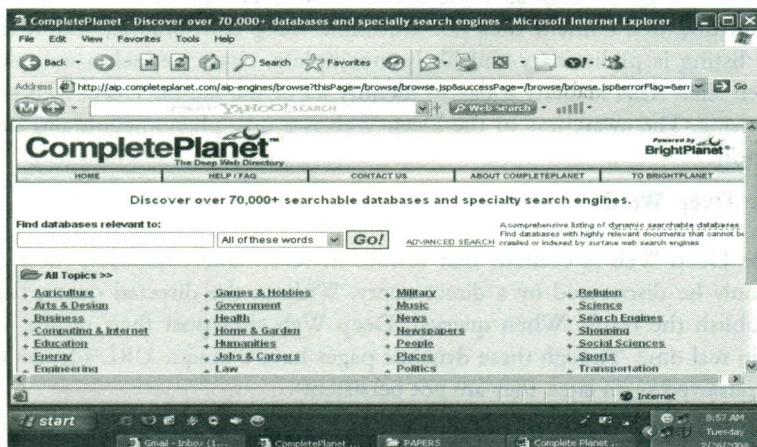 CompletePlanet - Discover over 70,000+ databases and specialty search engines - Microsoft Internet Explorer
File Edit View Favorites Tools Help
Back Search Favorites
Address http://aip.completeplanet.com/aip-engines/browse?thisPage=/browse/browse.jsp&successPage=/browse/browse.jsp&errorFlag=&err Go
YAHOO! SEARCH Web Search
CompletePlanet™
The Deep Web Directory
Powered by
BrightPlanet
HOME HELP / FAQ CONTACT US ABOUT COMPLETEPLANET TO BRIGHTPLANET
Discover over 70,000+ searchable databases and specialty search engines.
Find databases relevant to:
All of these words Go! ADVANCED SEARCH
A comprehensive listing of dynamic searchable databases.
Find databases with highly relevant documents that cannot be
crawled or indexed by surface web search engines.
All Topics >>
Agriculture Games & Hobbies Military Religion
Arts & Design Government Music Science
Business Health News Search Engines
Computing & Internet Home & Garden Newspapers Shopping
Education Humanities People Social Sciences
Energy Jobs & Careers Places Sports
Engineering Law Politics Transportation
Internet
start 8:57 AM
Tuesday
Gmail - Inbox (1... CompletePlanet ... PAPERS Complete Planet ...